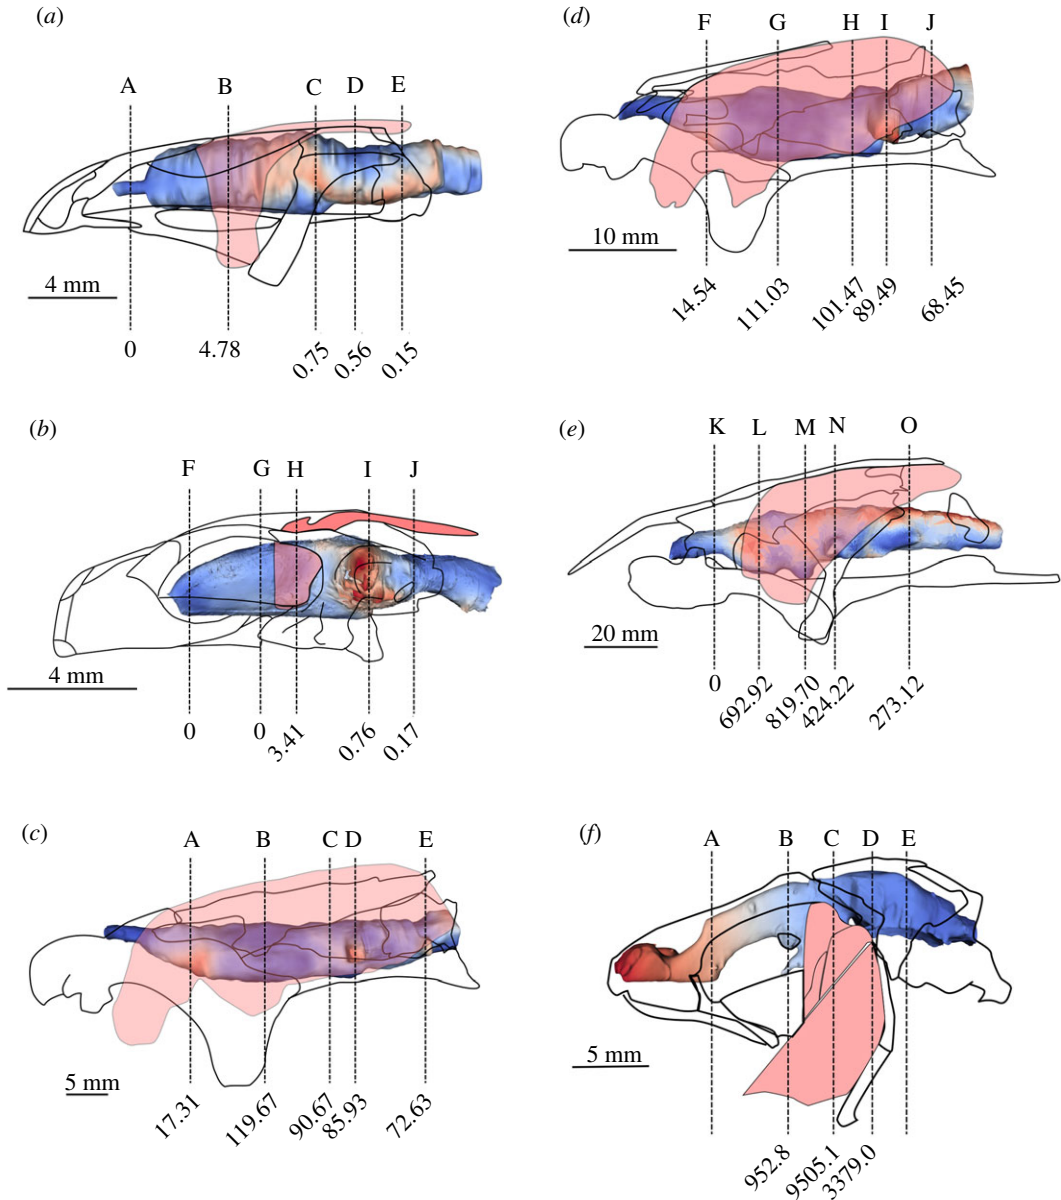 (a)
A B C D E
4 mm
0 4.78 0.75 0.56 0.15
(b)
F G H I J
4 mm
0 0 3.41 0.76 0.17
(c)
A B C D E
5 mm
17.31 119.67 90.67 85.93 72.63
(d)
F G H I J
10 mm
14.54 111.03 101.47 89.49 68.45
(e)
K L M N O
20 mm
0 692.92 819.70 424.22 273.12
(f)
A B C D E
5 mm
952.8 9505.1 3379.0